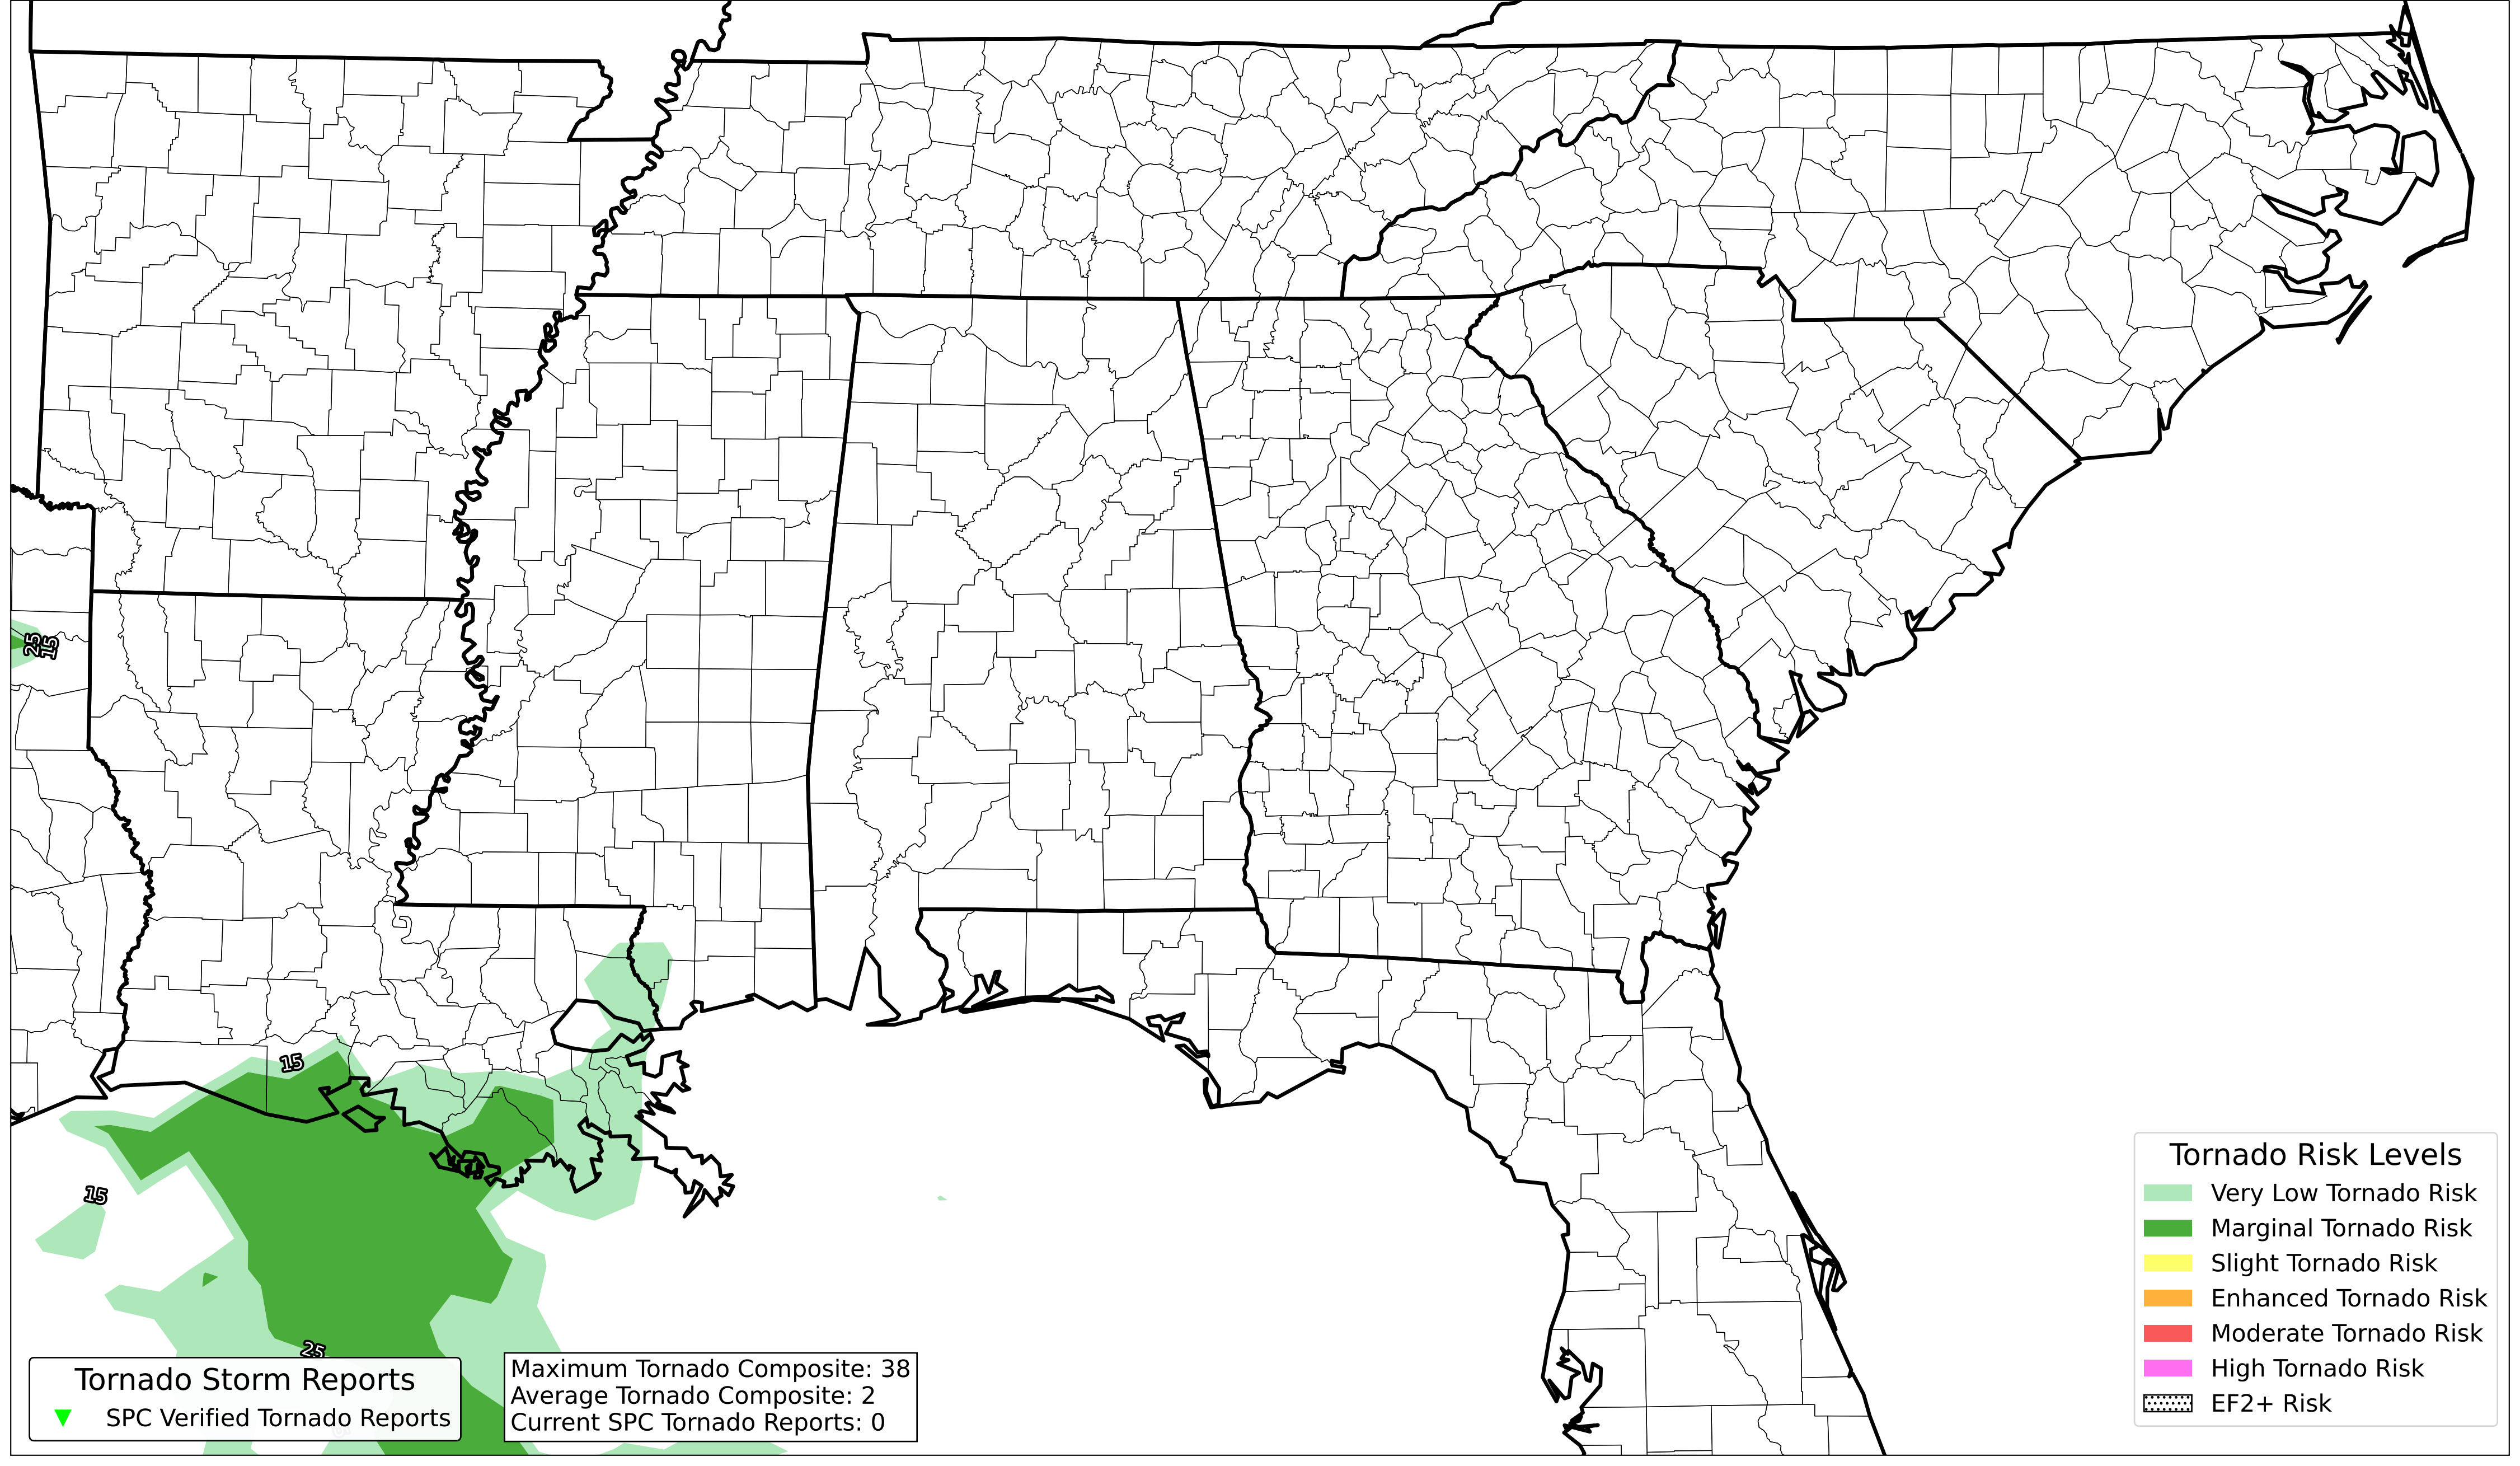 25
15
15
15
25
Tornado Storm Reports
SPC Verified Tornado Reports
Maximum Tornado Composite: 38
Average Tornado Composite: 2
Current SPC Tornado Reports: 0
Tornado Risk Levels
Very Low Tornado Risk
Marginal Tornado Risk
Slight Tornado Risk
Enhanced Tornado Risk
Moderate Tornado Risk
High Tornado Risk
EF2+ Risk